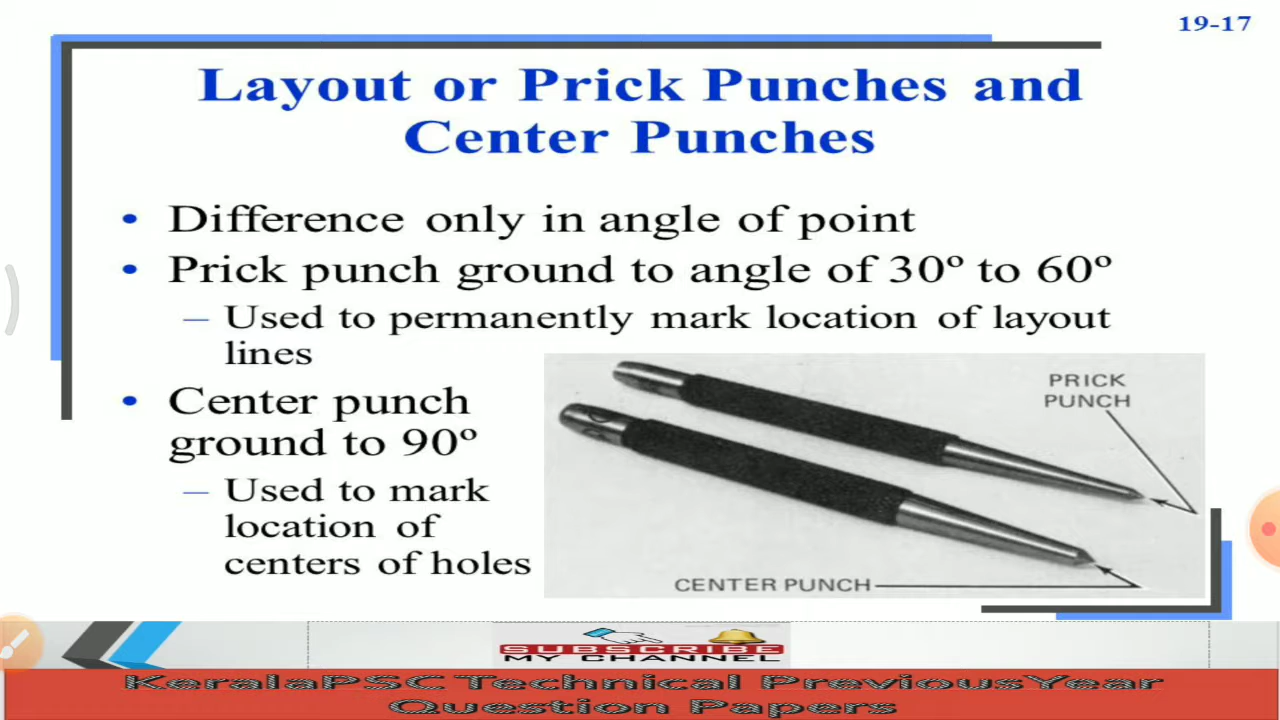 19-17
Layout or Prick Punches and
Center Punches
• Difference only in angle of point
• Prick punch ground to angle of 30º to 60º
– Used to permanently mark location of layout
lines
• Center punch
ground to 90º
– Used to mark
location of
centers of holes
PRICK
PUNCH
CENTER PUNCH
SUBSCRIBE
MY CHANNEL
KeralaPSC Technical PreviousYear
Question Papers